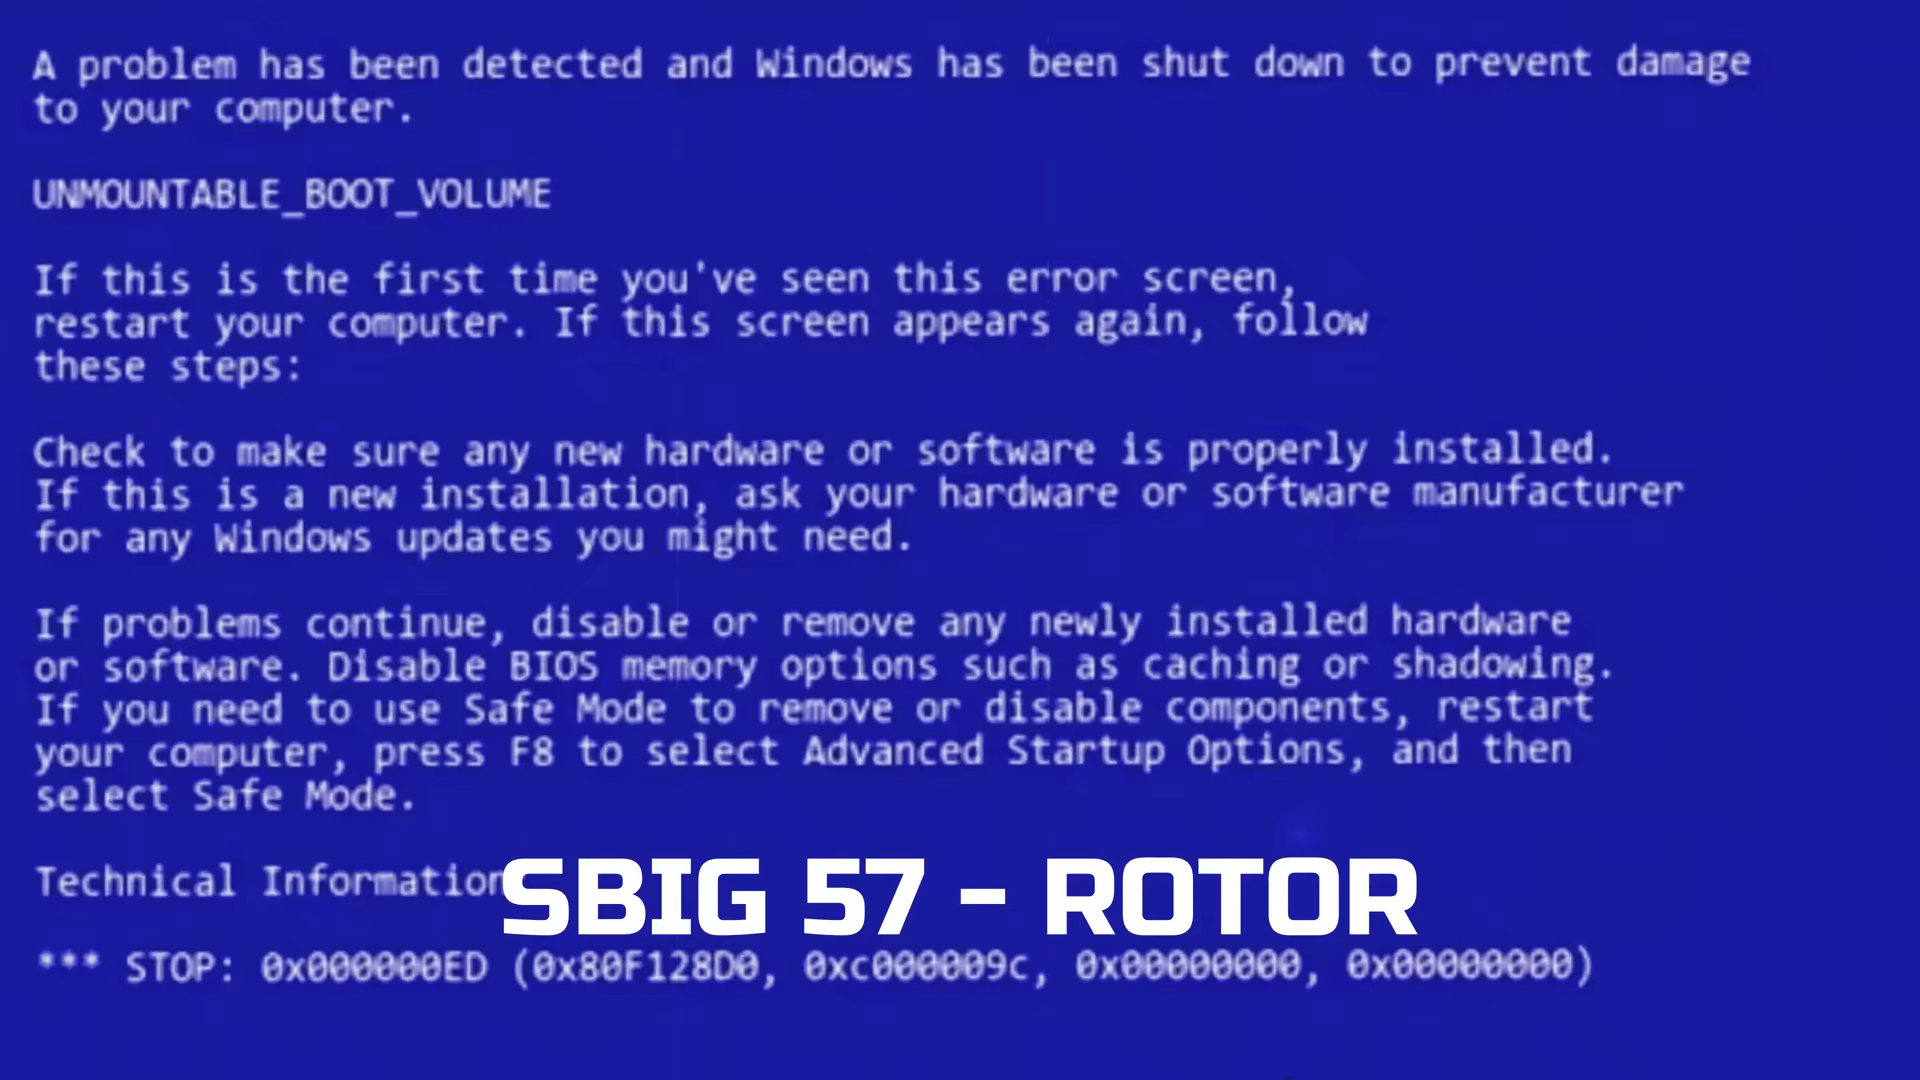 A problem has been detected and Windows has been shut down to prevent damage
to your computer.
UNMOUNTABLE_BOOT_VOLUME
If this is the first time you've seen this error screen,
restart your computer. If this screen appears again, follow
these steps:
Check to make sure any new hardware or software is properly installed.
If this is a new installation, ask your hardware or software manufacturer
for any Windows updates you might need.
If problems continue, disable or remove any newly installed hardware
or software. Disable BIOS memory options such as caching or shadowing.
If you need to use Safe Mode to remove or disable components, restart
your computer, press F8 to select Advanced Startup Options, and then
select Safe Mode.
Technical Information
SBIG 57 - ROTOR
*** STOP: 0x000000ED (0x80F128D0, 0xc000009c, 0x00000000, 0x00000000)